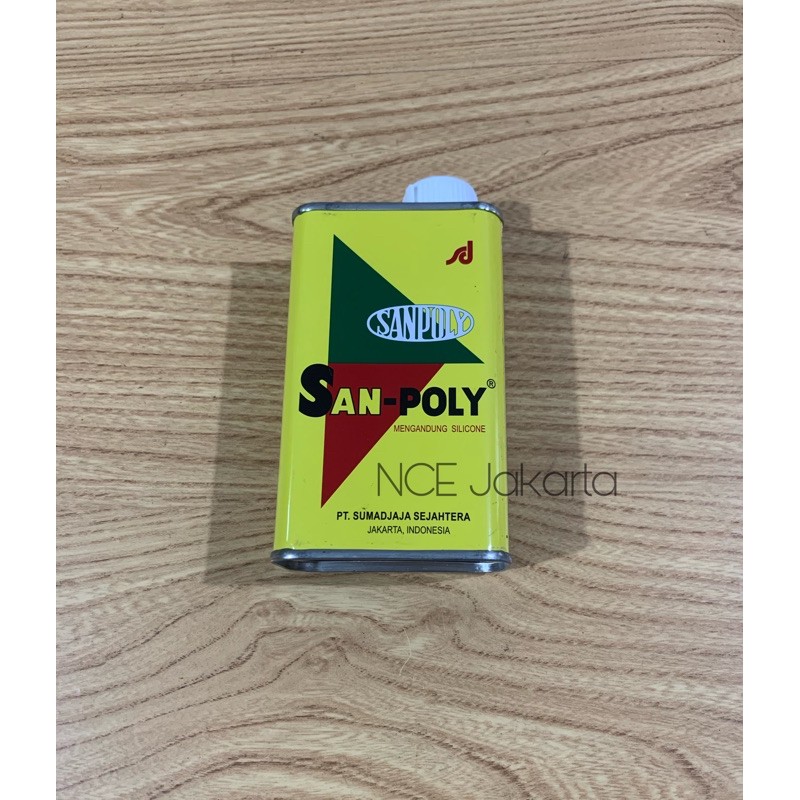 sd
SANPOLY
SAN-POLY®
MENGANDUNG SILICONE
NCE Jakarta
PT. SUMADJAJA SEJAHTERA
JAKARTA, INDONESIA